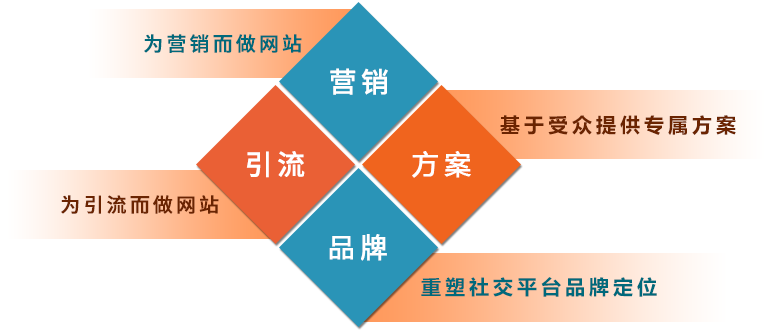 为营销而做网站
营销
基于受众提供专属方案
引流
方案
为引流而做网站
品牌
重塑社交平台品牌定位